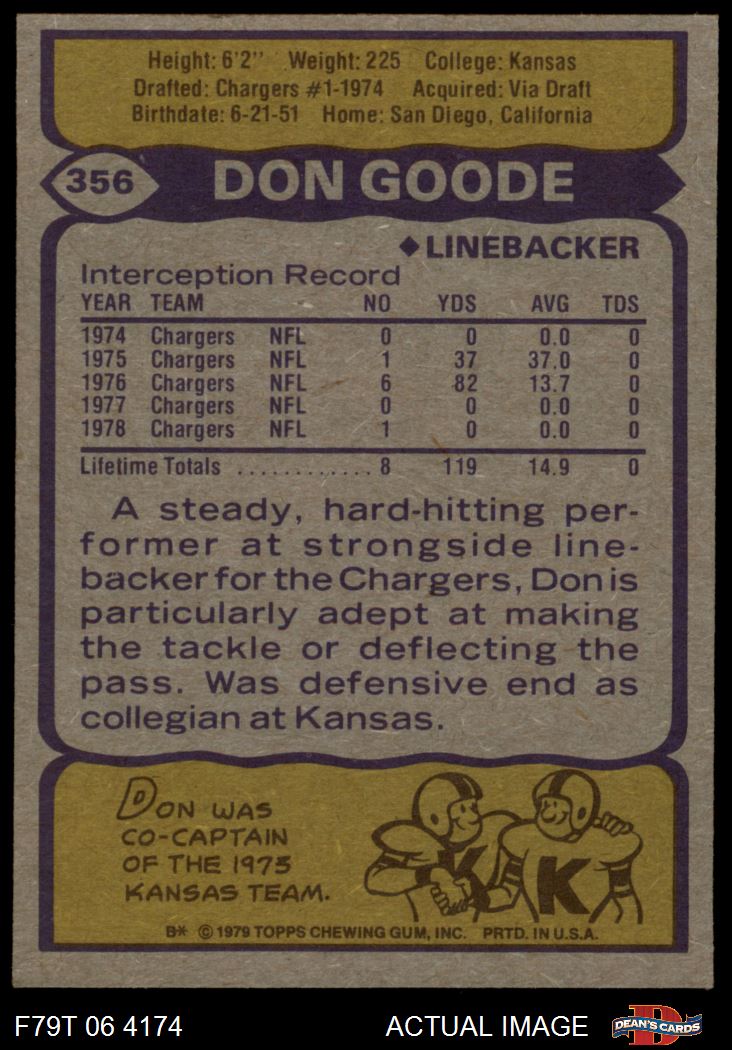 Height: 6'2" Weight: 225 College: Kansas
Drafted: Chargers #1-1974 Acquired: Via Draft
Birthdate: 6-21-51 Home: San Diego, California
356 DON GOODE
◆LINEBACKER
Interception Record
YEAR TEAM NO YDS AVG TDS
1974 Chargers NFL 0 0 0.0 0
1975 Chargers NFL 1 37 37.0 0
1976 Chargers NFL 6 82 13.7 0
1977 Chargers NFL 0 0 0.0 0
1978 Chargers NFL 1 0 0.0 0
Lifetime Totals ............ 8 119 14.9 0
A steady, hard-hitting per-
former at strongside line-
backer for the Chargers, Don is
particularly adept at making
the tackle or deflecting the
pass. Was defensive end as
collegian at Kansas.
DON WAS
CO-CAPTAIN
OF THE 1973
KANSAS TEAM.
K K
B* © 1979 TOPPS CHEWING GUM, INC. PRTD. IN U.S.A.
F79T 06 4174 ACTUAL IMAGE
D
DEAN'S CARDS